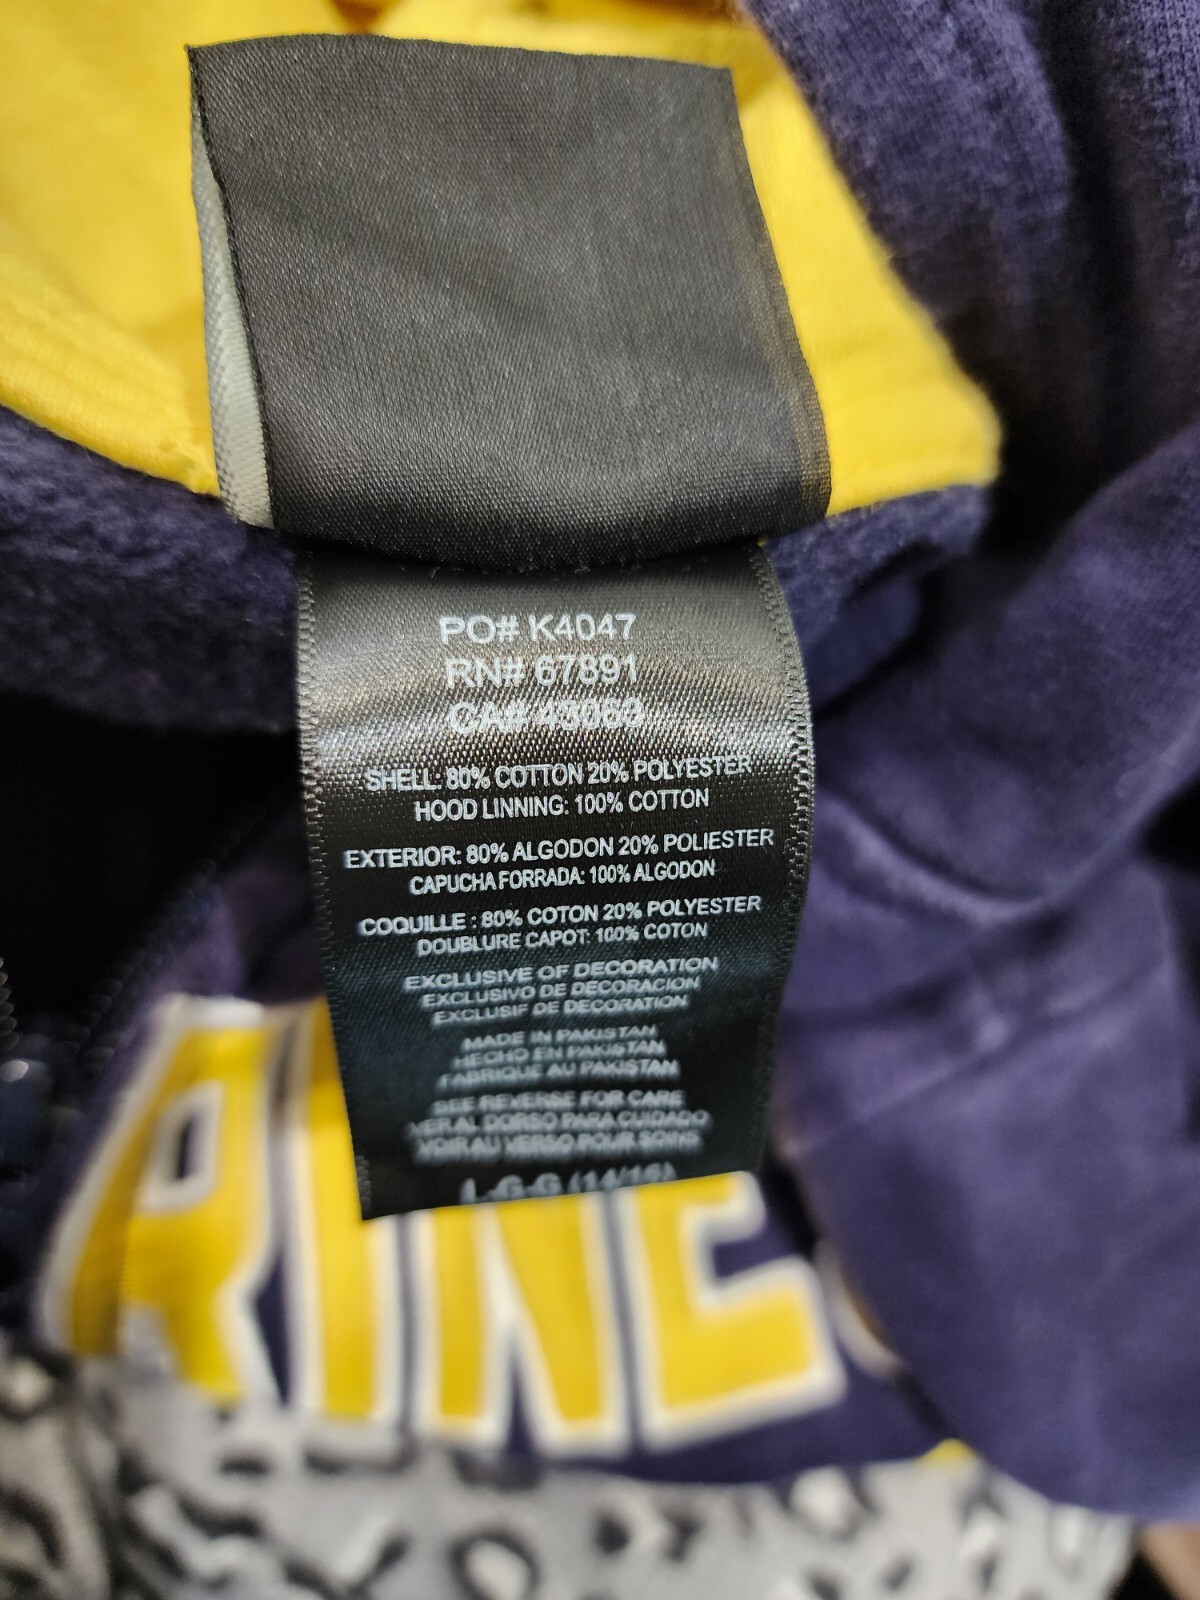 PO# K4047
RN# 67891
CA# 43069
SHELL: 80% COTTON 20% POLYESTER
HOOD LINNING: 100% COTTON
EXTERIOR: 80% ALGODON 20% POLIESTER
CAPUCHA FORRADA: 100% ALGODON
COQUILLE : 80% COTON 20% POLYESTER
DOUBLURE CAPOT: 100% COTON
EXCLUSIVE OF DECORATION
EXCLUSIVO DE DECORACION
EXCLUSIF DE DECORATION
MADE IN PAKISTAN
HECHO EN PAKISTAN
FABRIQUE AU PAKISTAN
SEE REVERSE FOR CARE
VER AL DORSO PARA CUIDADO
VOIR AU VERSO POUR SOINS
L-G-G (14/16)
RINE